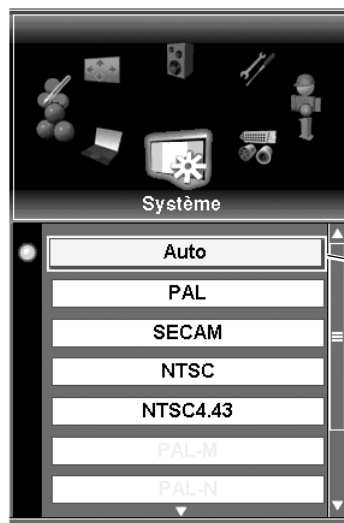 Système
Auto
PAL
SECAM
NTSC
NTSC4.43
PAL-M
PAL-N